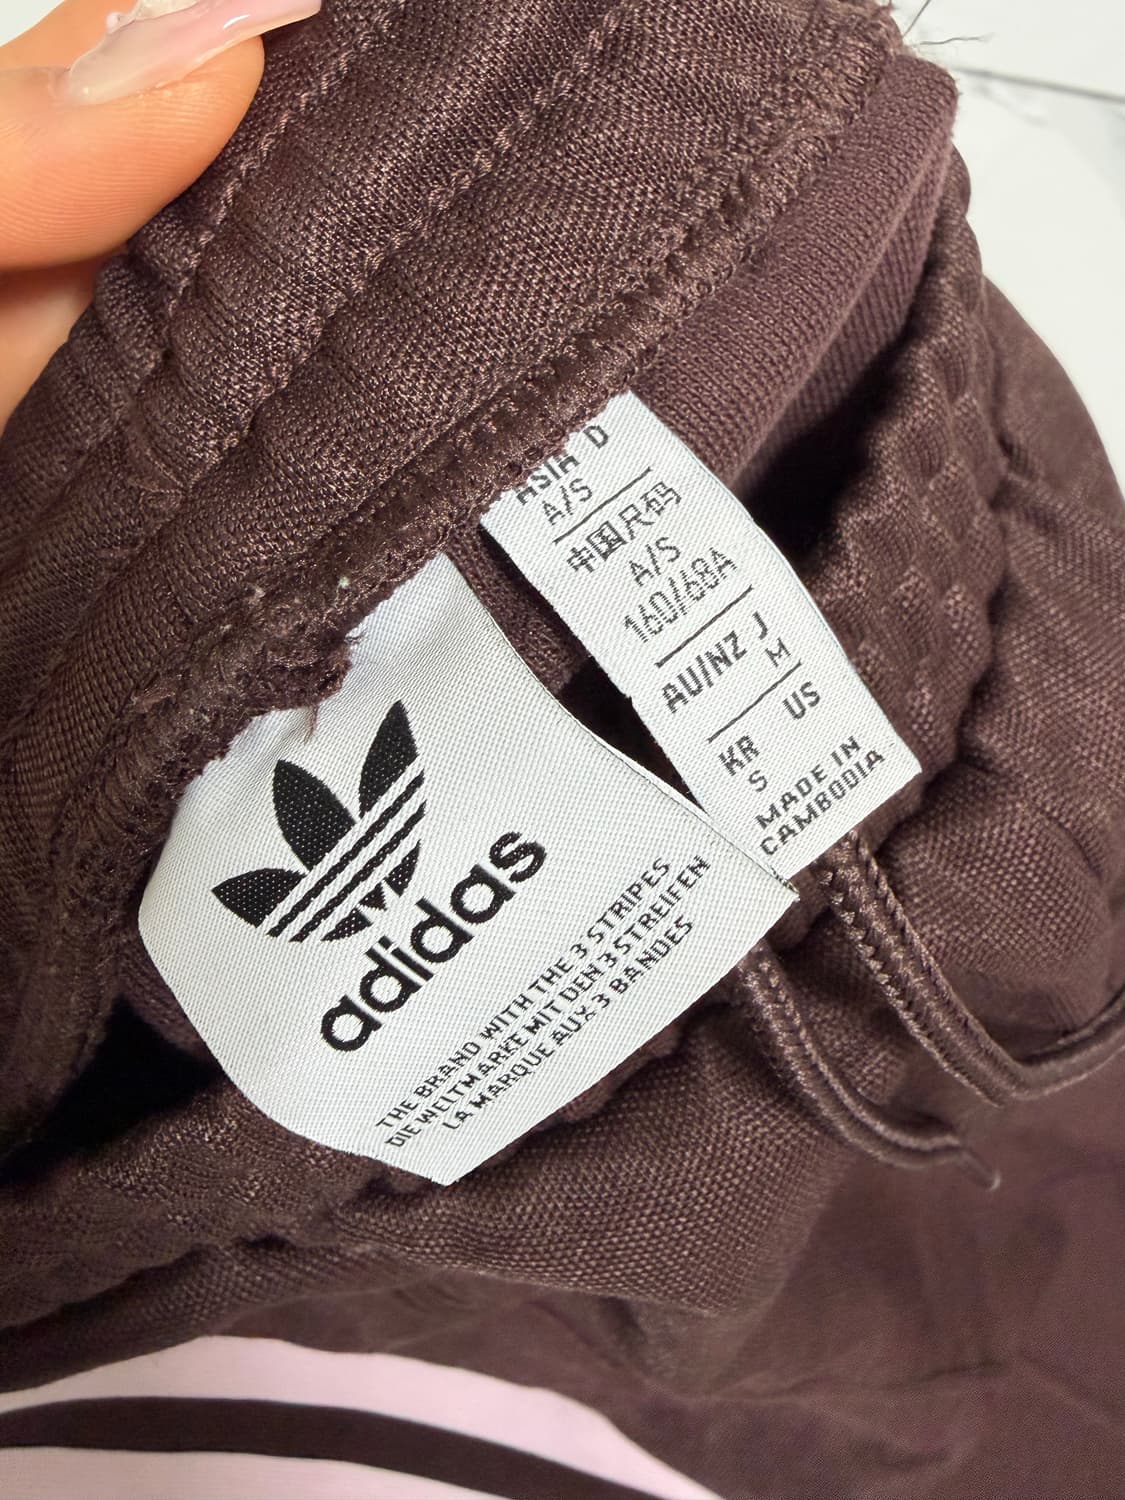 ASIA D
A/S
中国尺码
A/S
160/68A
AU/NZ J
M
US
KR
S
MADE IN
CAMBODIA
adidas
THE BRAND WITH THE 3 STRIPES
DIE WELTMARKE MIT DEN 3 STREIFEN
LA MARQUE AUX 3 BANDES